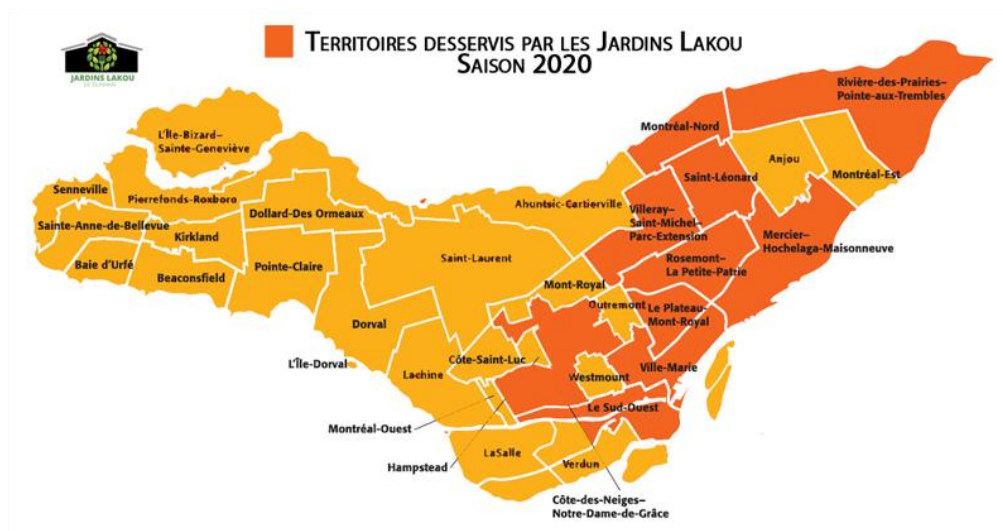 TERRITOIRES DESSERVIS PAR LES JARDINS LAKOU
SAISON 2020
JARDINS LAKOU
Rivière-des-Prairies–
Pointe-aux-Trembles
Montréal-Nord
L'Île-Bizard–
Sainte-Geneviève
Anjou
Saint-Léonard
Montréal-Est
Senneville
Pierrefonds-Roxboro
Ahuntsic-Cartierville
Dollard-Des Ormeaux
Villeray–
Saint-Michel–
Parc-Extension
Sainte-Anne-de-Bellevue
Kirkland
Mercier–
Hochelaga-Maisonneuve
Saint-Laurent
Rosemont–
La Petite-Patrie
Baie d'Urfé
Beaconsfield
Pointe-Claire
Mont-Royal
Outremont
Le Plateau-
Mont-Royal
Dorval
L'Île-Dorval
Côte-Saint-Luc
Lachine
Westmount
Ville-Marie
Le Sud-Ouest
Montréal-Ouest
LaSalle
Hampstead
Verdun
Côte-des-Neiges–
Notre-Dame-de-Grâce